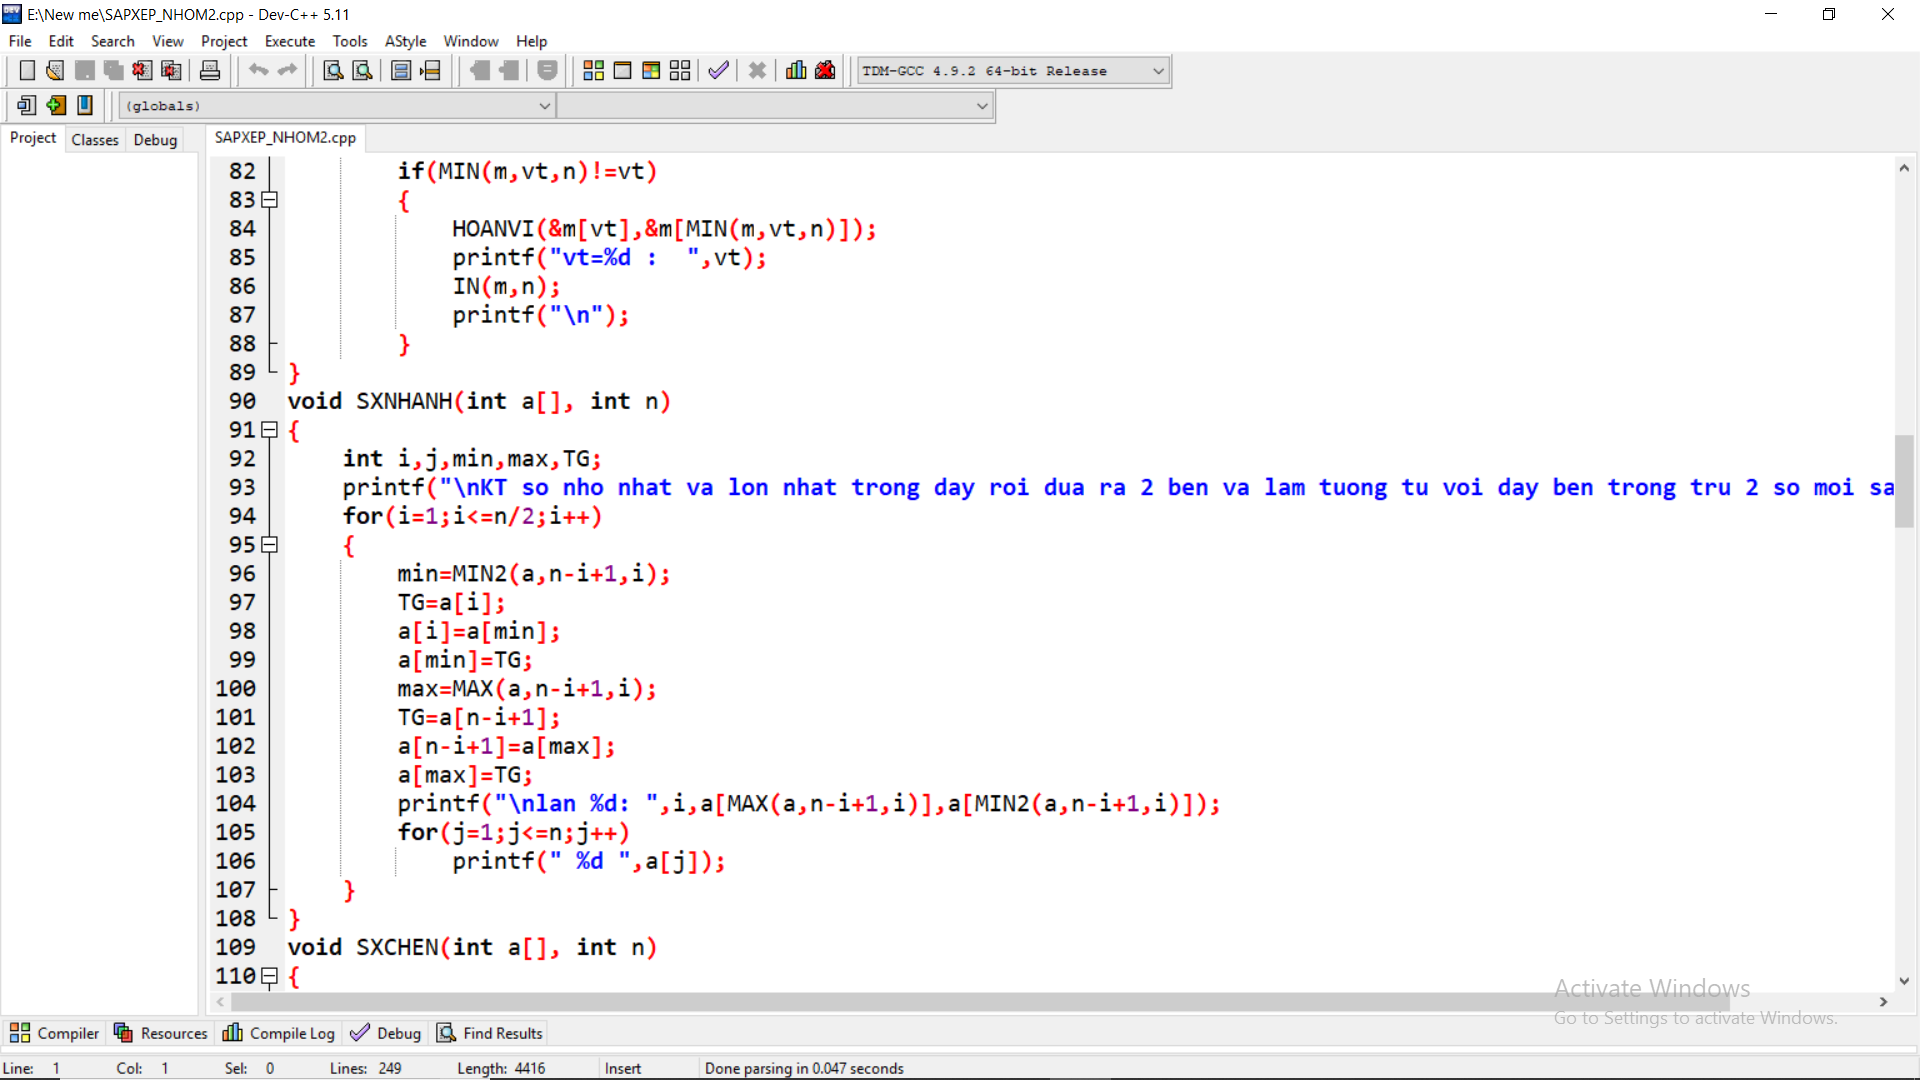 E:\New me\SAPXEP_NHOM2.cpp - Dev-C++ 5.11
File Edit Search View Project Execute Tools AStyle Window Help
TDM-GCC 4.9.2 64-bit Release
(globals)
Project Classes Debug SAPXEP_NHOM2.cpp
82 if(MIN(m,vt,n)!=vt)
83 {
84 HOANVI(&m[vt],&m[MIN(m,vt,n)]);
85 printf("vt=%d :  ",vt);
86 IN(m,n);
87 printf("\n");
88 }
89 }
90 void SXNHANH(int a[], int n)
91 {
92 int i,j,min,max,TG;
93 printf("\nKT so nho nhat va lon nhat trong day roi dua ra 2 ben va lam tuong tu voi day ben trong tru 2 so moi sa
94 for(i=1;i<=n/2;i++)
95 {
96 min=MIN2(a,n-i+1,i);
97 TG=a[i];
98 a[i]=a[min];
99 a[min]=TG;
100 max=MAX(a,n-i+1,i);
101 TG=a[n-i+1];
102 a[n-i+1]=a[max];
103 a[max]=TG;
104 printf("\nlan %d: ",i,a[MAX(a,n-i+1,i)],a[MIN2(a,n-i+1,i)]);
105 for(j=1;j<=n;j++)
106 printf(" %d ",a[j]);
107 }
108 }
109 void SXCHEN(int a[], int n)
110 {
Activate Windows
Go to Settings to activate Windows.
Compiler Resources Compile Log Debug Find Results
Line: 1 Col: 1 Sel: 0 Lines: 249 Length: 4416 Insert Done parsing in 0.047 seconds